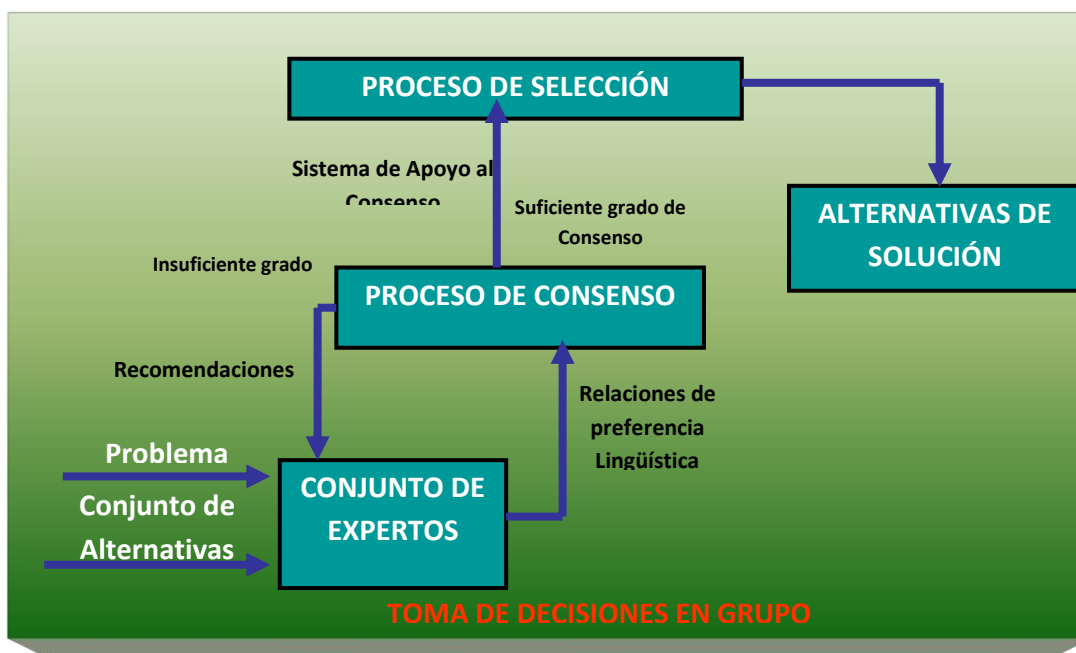 PROCESO DE SELECCIÓN
Sistema de Apoyo al
Consenso
Suficiente grado de
Consenso
ALTERNATIVAS DE
SOLUCIÓN
Insuficiente grado
PROCESO DE CONSENSO
Recomendaciones
Relaciones de
preferencia
Lingüística
Problema
Conjunto de
Alternativas
CONJUNTO DE
EXPERTOS
TOMA DE DECISIONES EN GRUPO